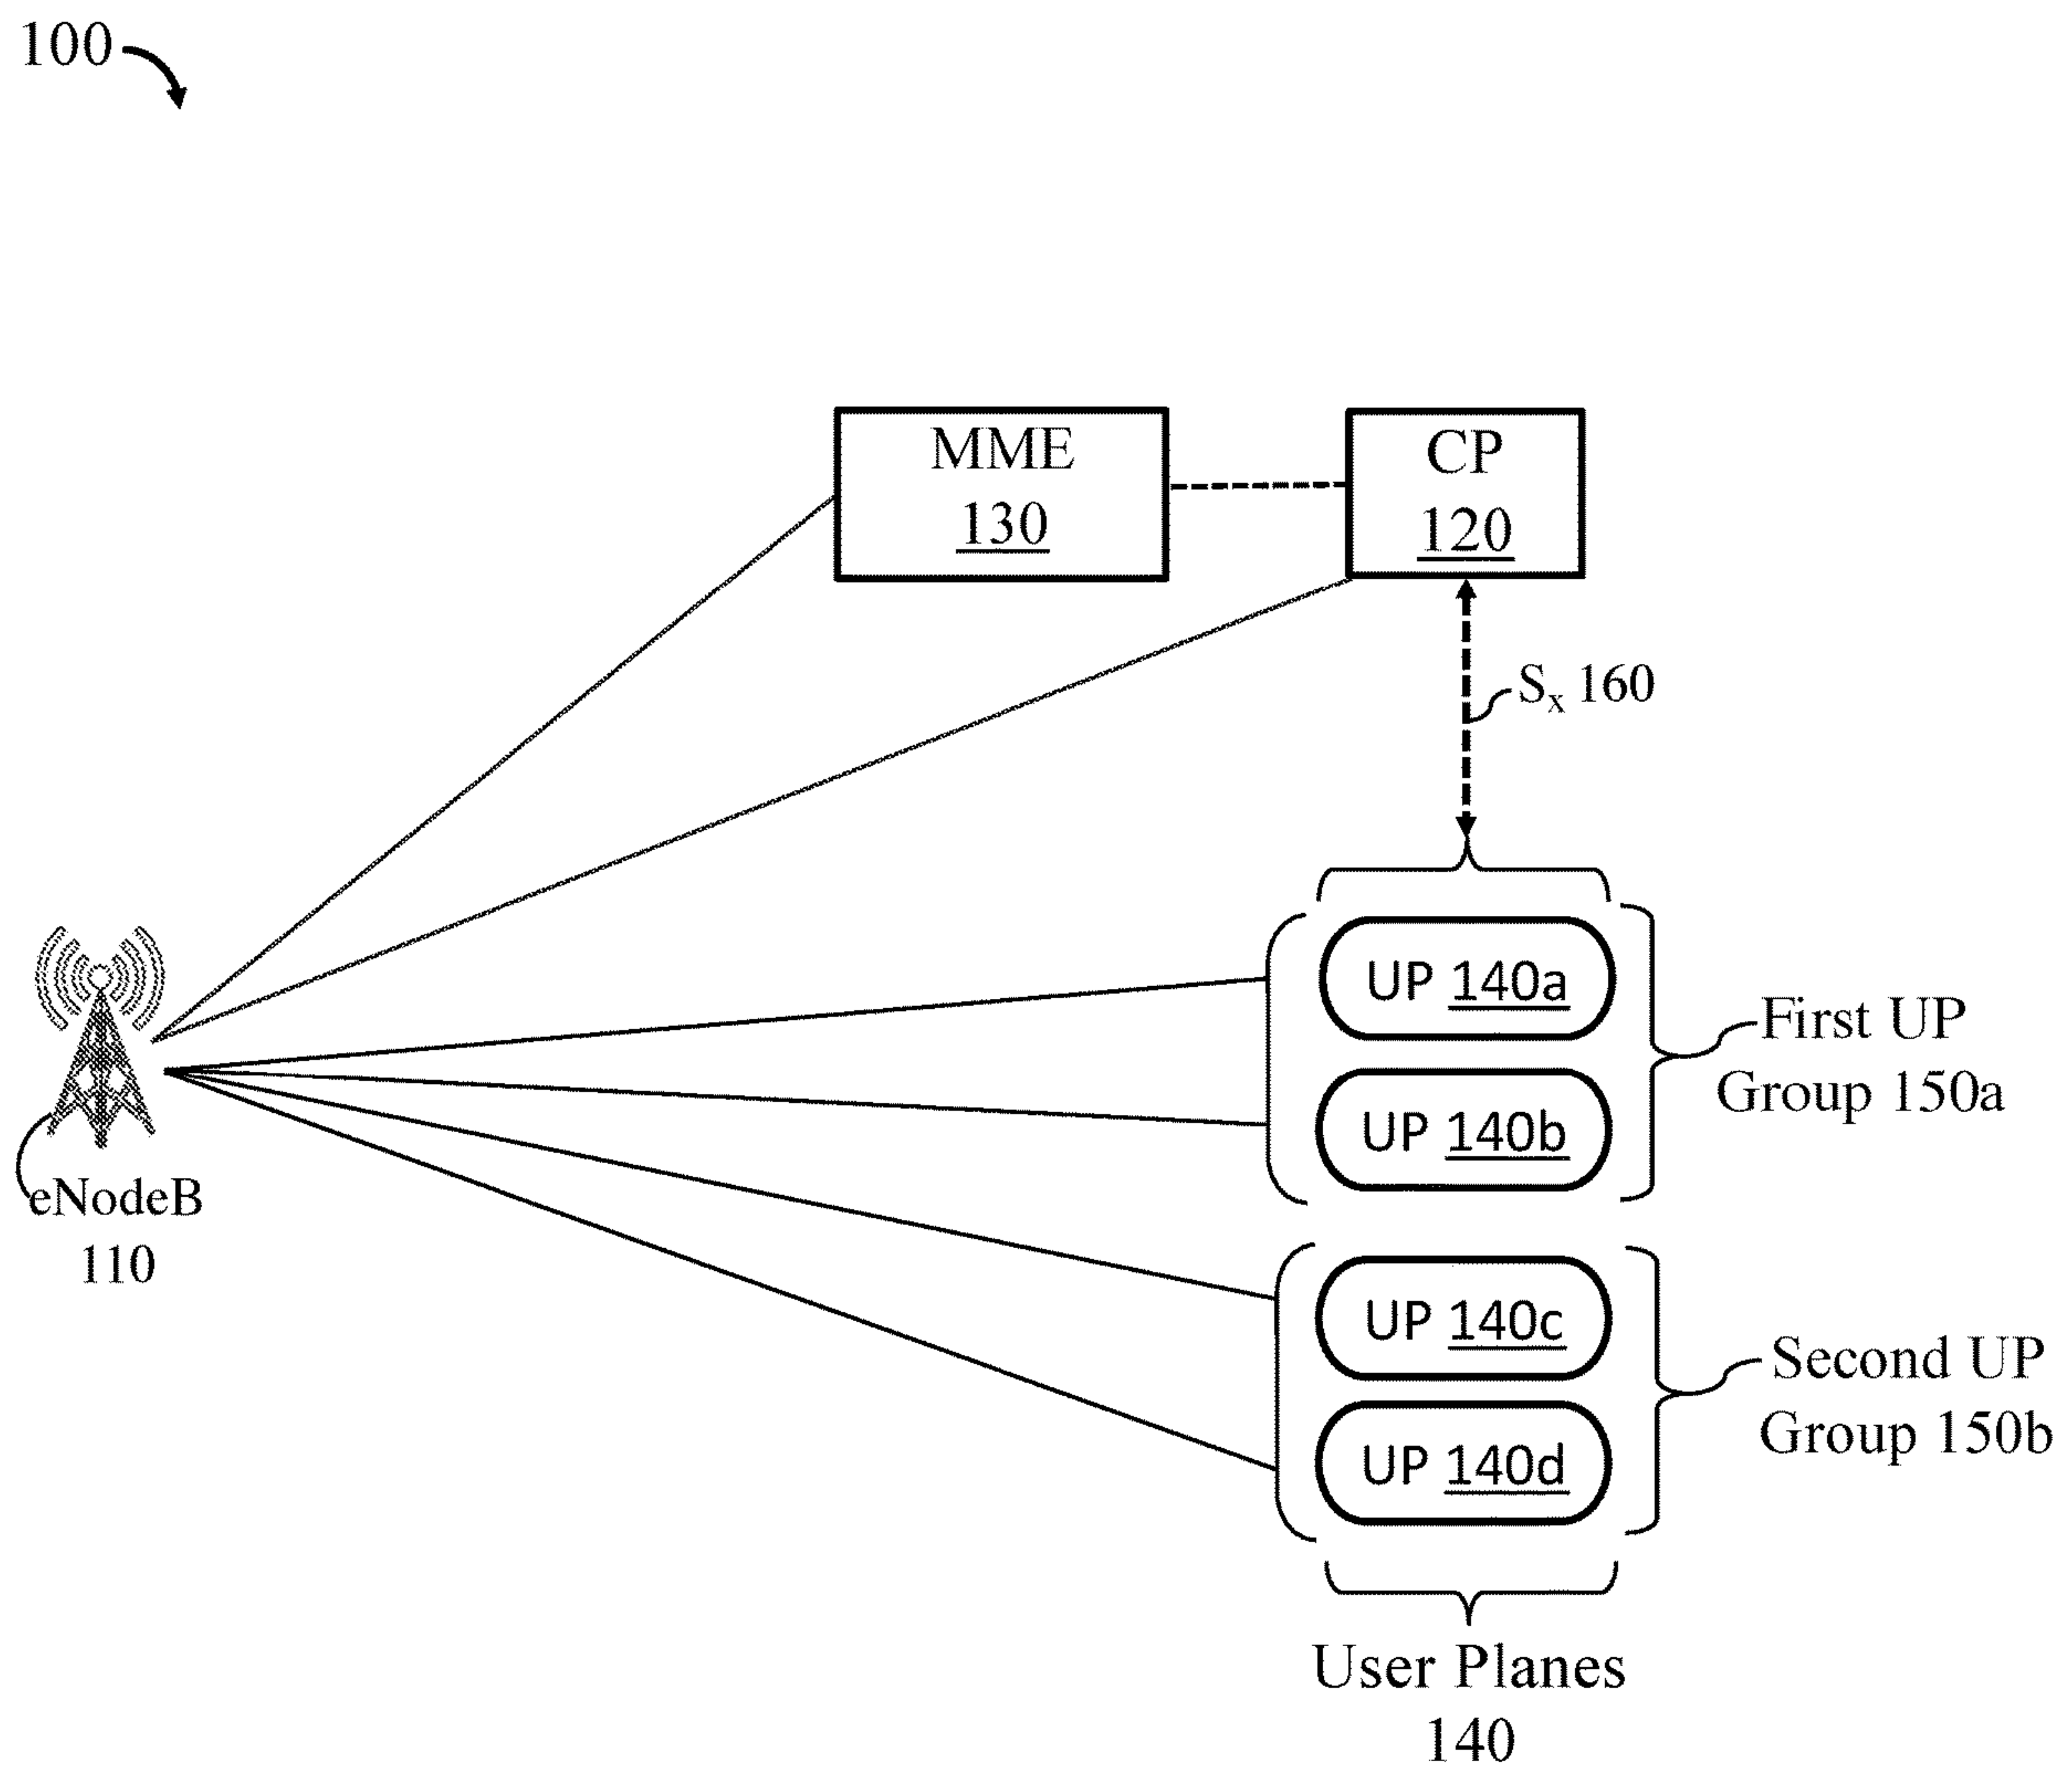 100
MME
130
CP
120
Sx 160
UP 140a
UP 140b
First UP
Group 150a
eNodeB
110
UP 140c
UP 140d
Second UP
Group 150b
User Planes
140